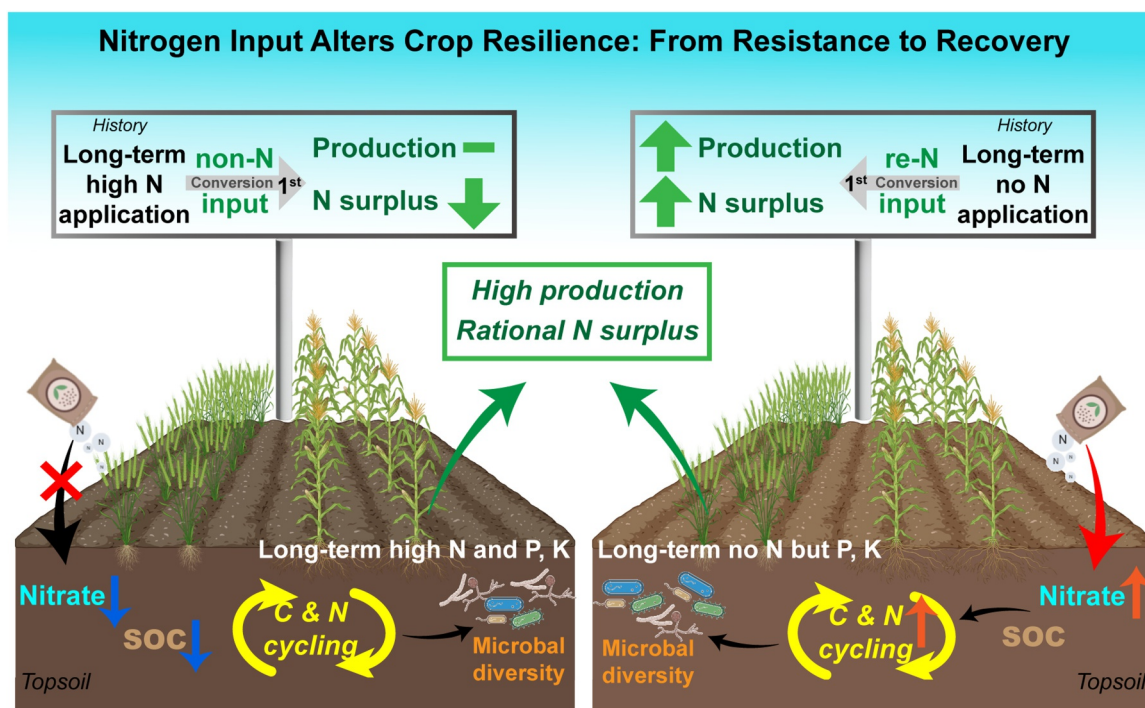 Nitrogen Input Alters Crop Resilience: From Resistance to Recovery
History
Long-term
high N
application
non-N
Conversion 1st
input
Production
N surplus
Production
N surplus
re-N
1st Conversion
input
History
Long-term
no N
application
High production
Rational N surplus
N
N
N
N
N
N
N
N
Long-term high N and P, K
Nitrate
SOC
C & N
cycling
Microbal
diversity
Topsoil
Long-term no N but P, K
Microbal
diversity
C & N
cycling
Nitrate
SOC
Topsoil